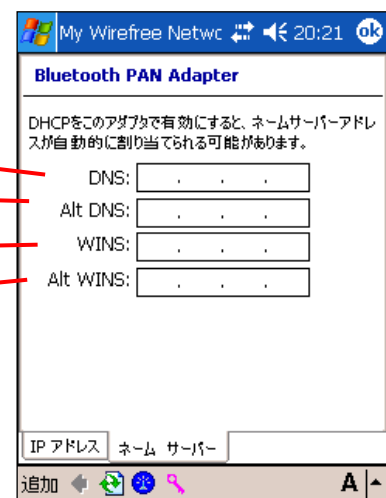 My Wirefree Netwc 20:21 ok
Bluetooth PAN Adapter
DHCPをこのアダプタで有効にすると、ネームサーバーアドレ
スが自動的に割り当てられる可能があります。
DNS: . . .
Alt DNS: . . .
WINS: . . .
Alt WINS: . . .
IP アドレス ネーム サーバー
追加 A